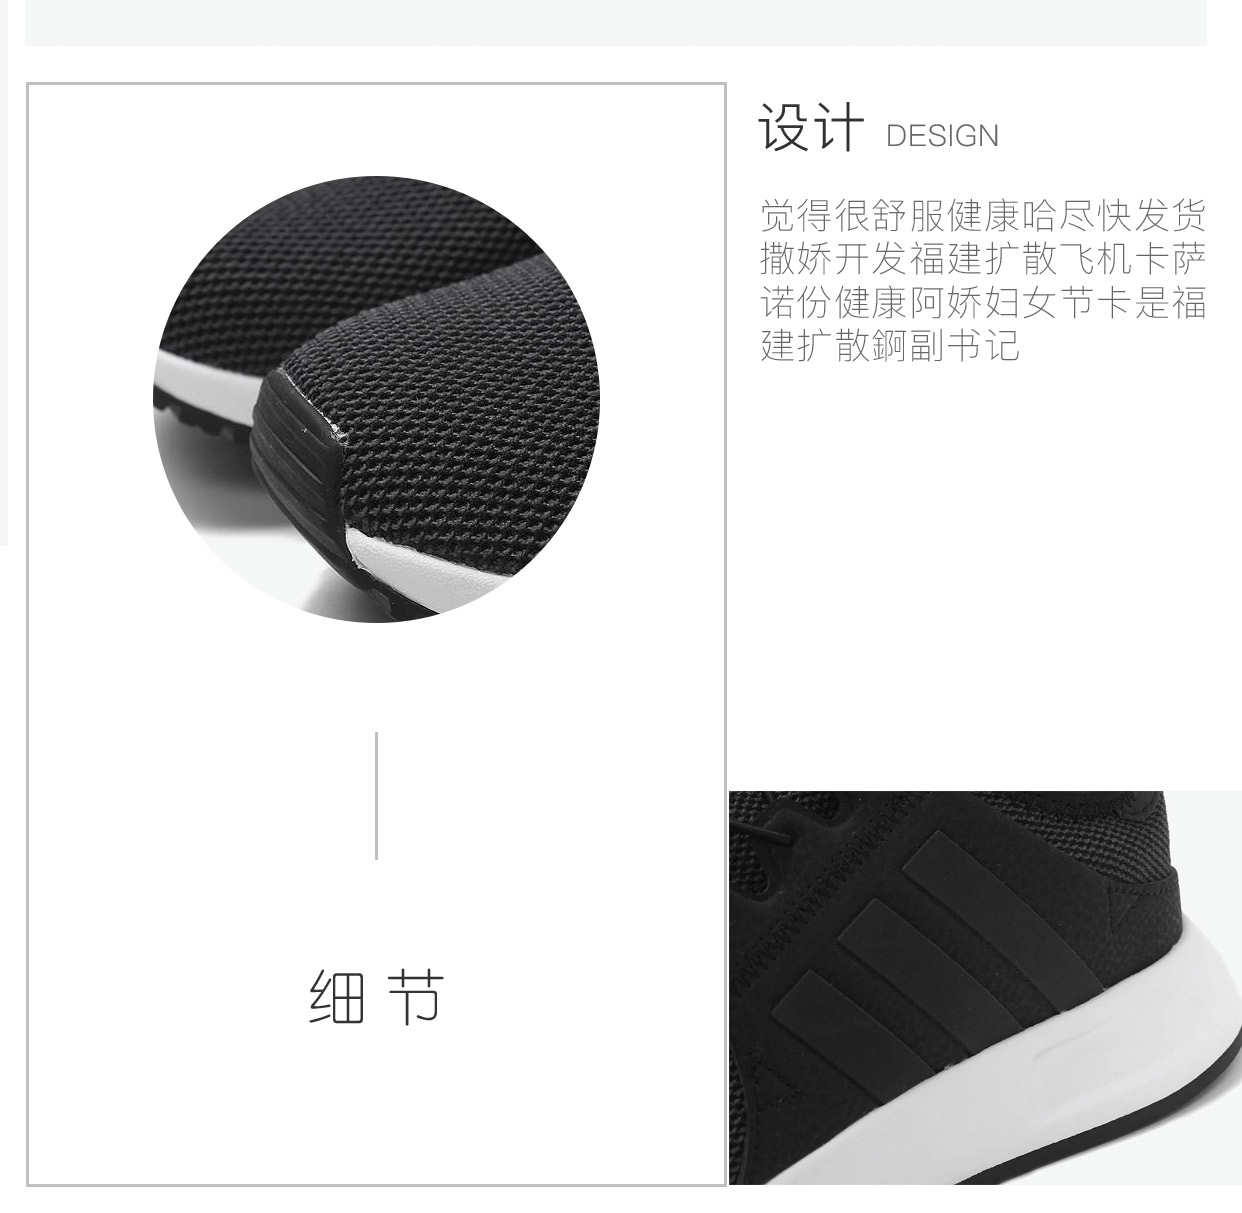 设计 DESIGN
觉得很舒服健康哈尽快发货
撒娇开发福建扩散飞机卡萨
诺份健康阿娇妇女节卡是福
建扩散錒副书记
细节